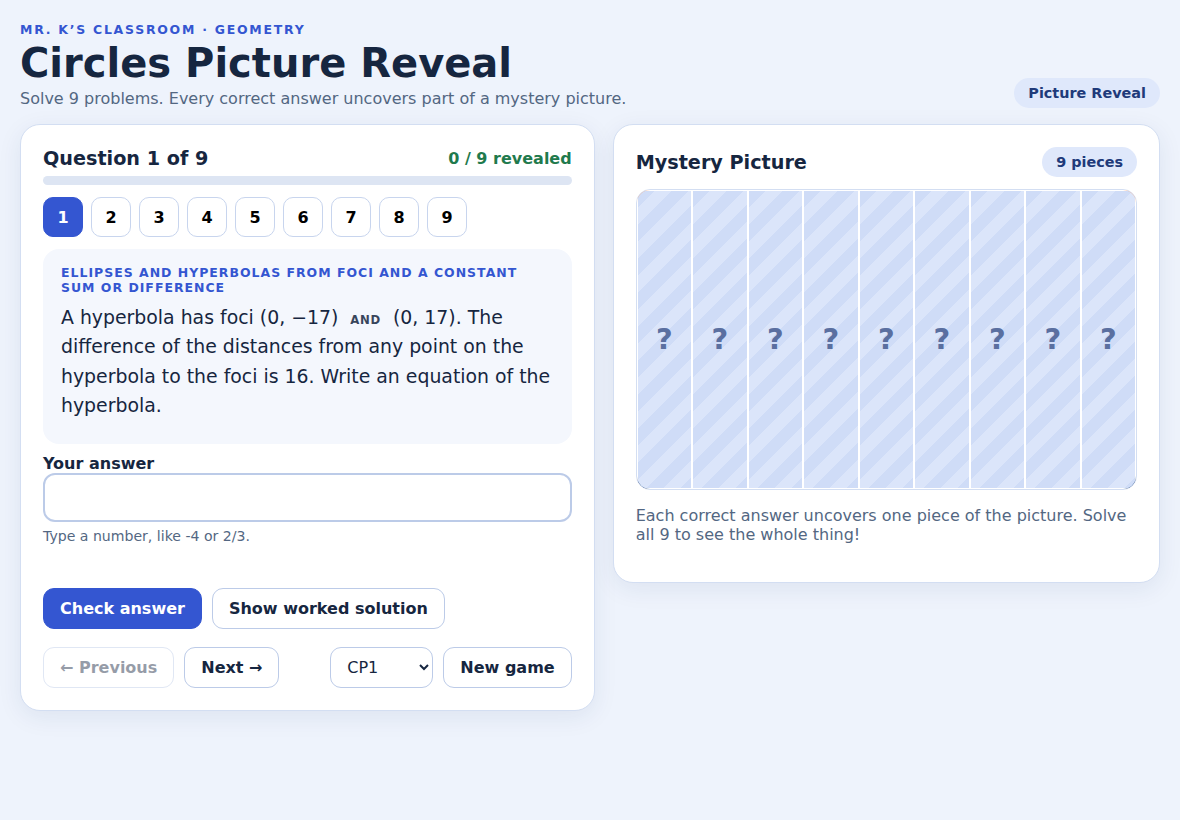 MR. K’S CLASSROOM · GEOMETRY
Circles Picture Reveal
Solve 9 problems. Every correct answer uncovers part of a mystery picture.
Picture Reveal
Question 1 of 9
0 / 9 revealed
1 2 3 4 5 6 7 8 9
ELLIPSES AND HYPERBOLAS FROM FOCI AND A CONSTANT
SUM OR DIFFERENCE
A hyperbola has foci (0, −17) AND (0, 17). The
difference of the distances from any point on the
hyperbola to the foci is 16. Write an equation of the
hyperbola.
Your answer
Type a number, like -4 or 2/3.
Check answer
Show worked solution
← Previous
Next →
CP1
New game
Mystery Picture
9 pieces
? ? ? ? ? ? ? ? ?
Each correct answer uncovers one piece of the picture. Solve
all 9 to see the whole thing!